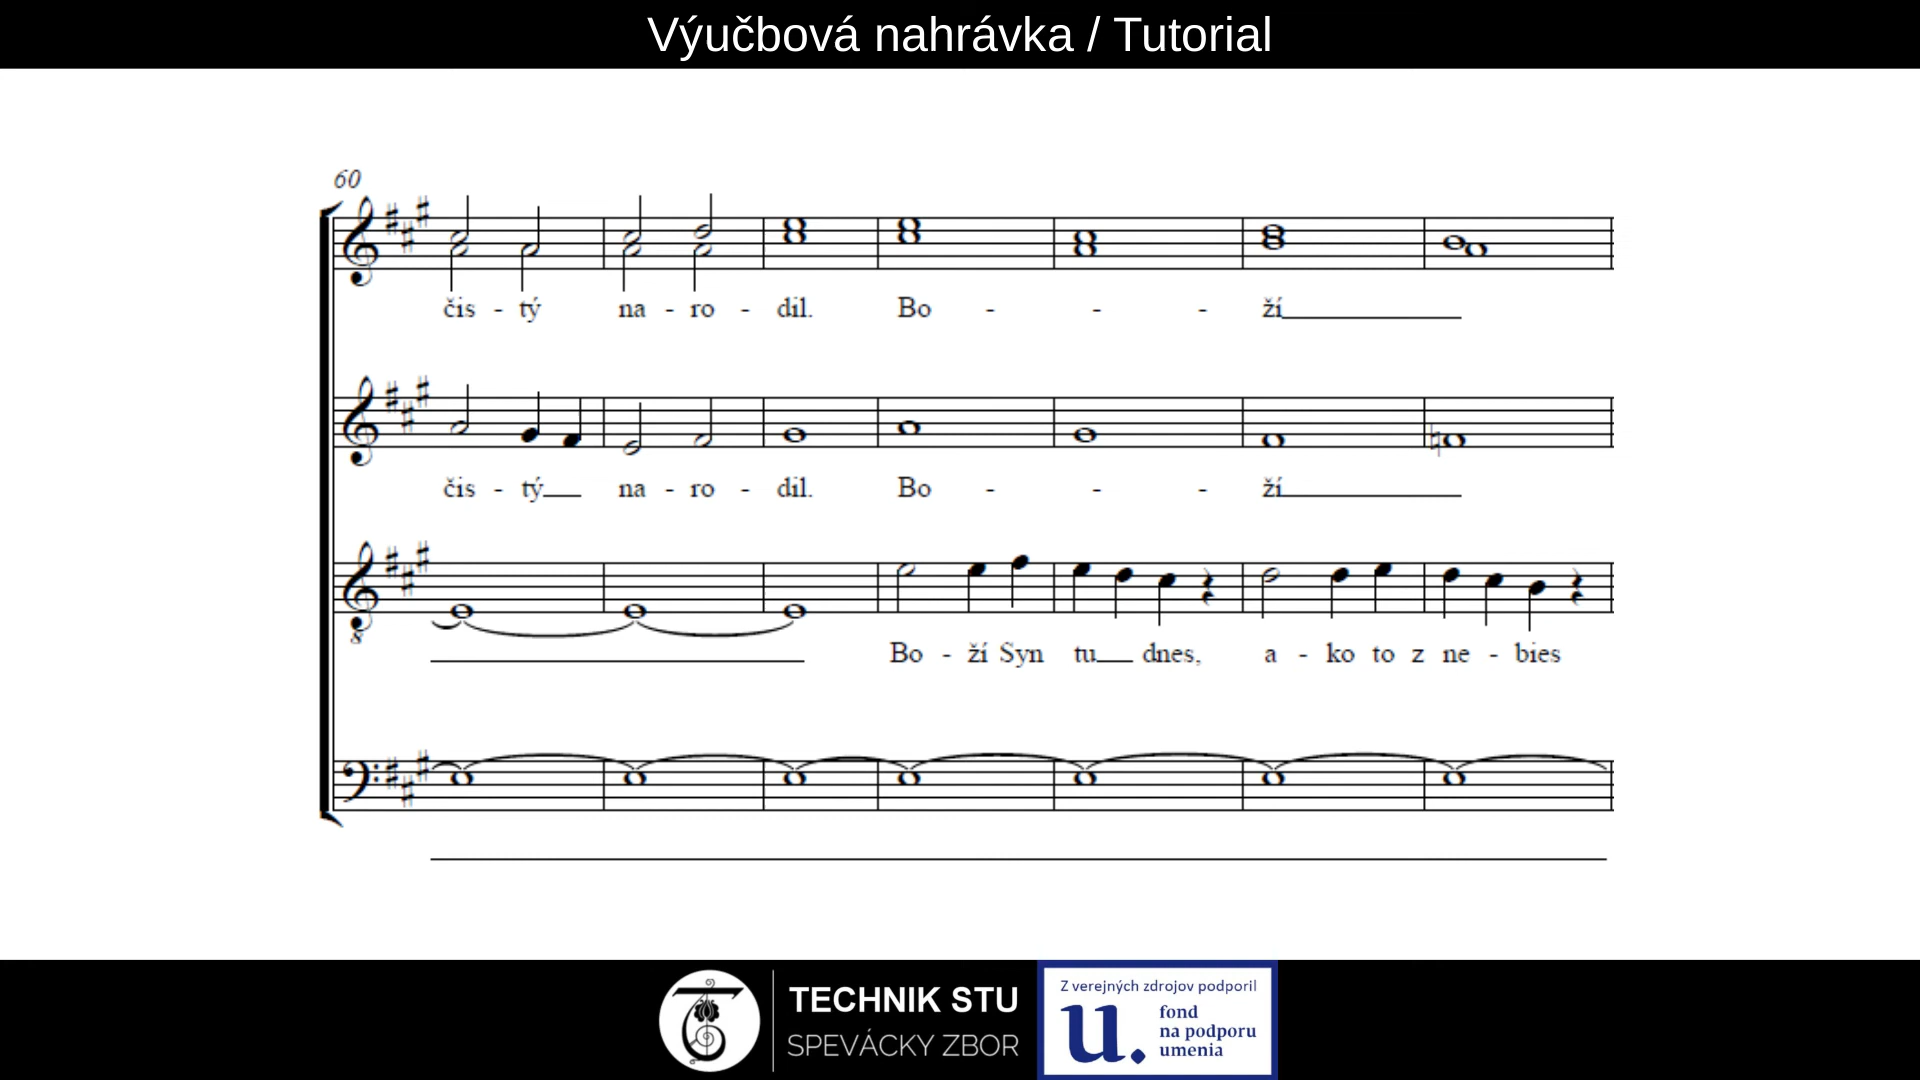 Výučbová nahrávka / Tutorial
60
čis - tý na - ro - dil. Bo - - - ží
čis - tý na - ro - dil. Bo - - - ží
8
Bo - ží Syn tu dnes, a - ko to z ne - bies
TECHNIK STU
SPEVÁCKY ZBOR
Z verejných zdrojov podporil
u.
fond
na podporu
umenia